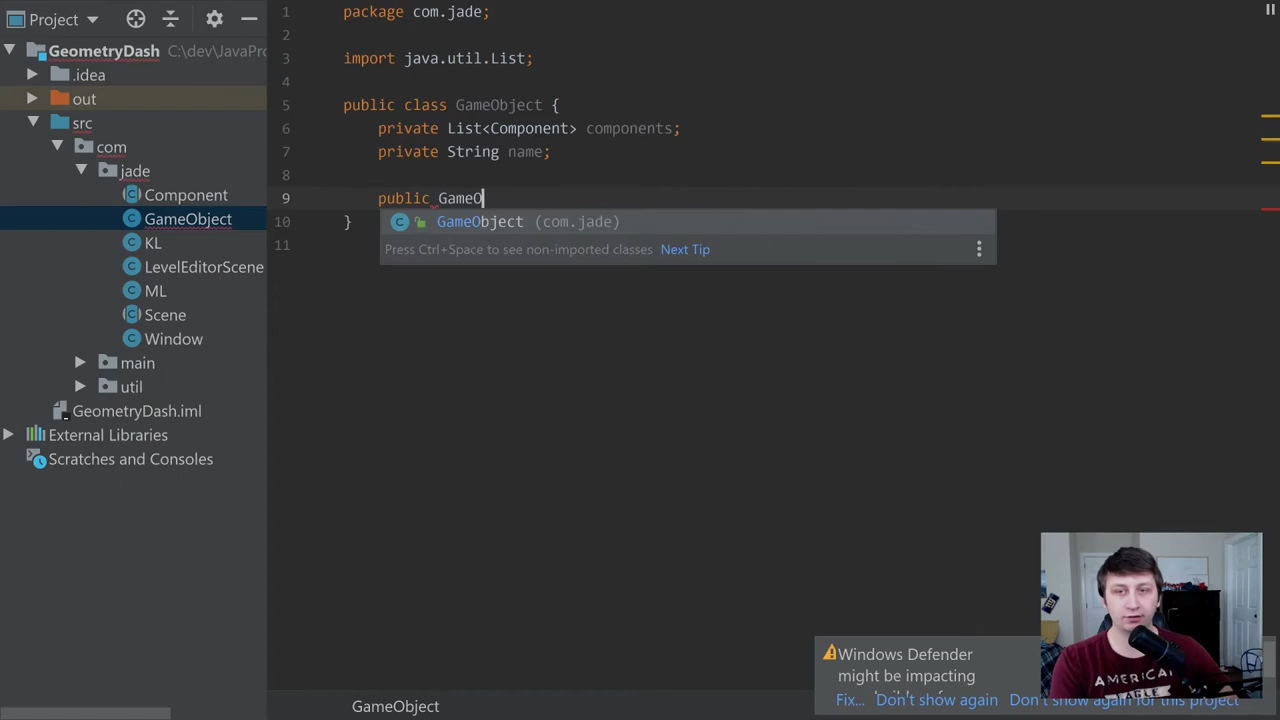 Project
GeometryDash C:\dev\JavaPro
.idea
out
src
com
jade
Component
GameObject
KL
LevelEditorScene
ML
Scene
Window
main
util
GeometryDash.iml
External Libraries
Scratches and Consoles
1 package com.jade;
2
3 import java.util.List;
4
5 public class GameObject {
6 private List<Component> components;
7 private String name;
8
9 public GameO
10 }
11
GameObject (com.jade)
Press Ctrl+Space to see non-imported classes Next Tip
Windows Defender
might be impacting
Fix... Don't show again Don't show again for this project
AMERICAN
GameObject